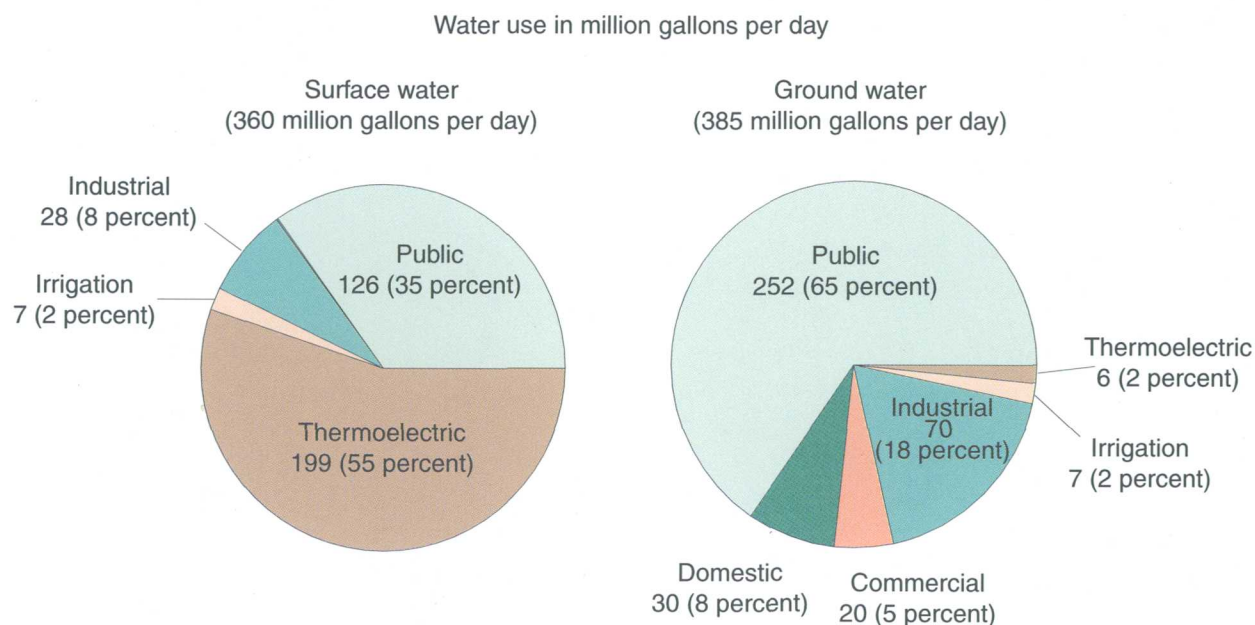 Water use in million gallons per day
Surface water
(360 million gallons per day)
Industrial
28 (8 percent)
Irrigation
7 (2 percent)
Public
126 (35 percent)
Thermoelectric
199 (55 percent)
Ground water
(385 million gallons per day)
Public
252 (65 percent)
Thermoelectric
6 (2 percent)
Industrial
70
(18 percent)
Irrigation
7 (2 percent)
Domestic
30 (8 percent)
Commercial
20 (5 percent)